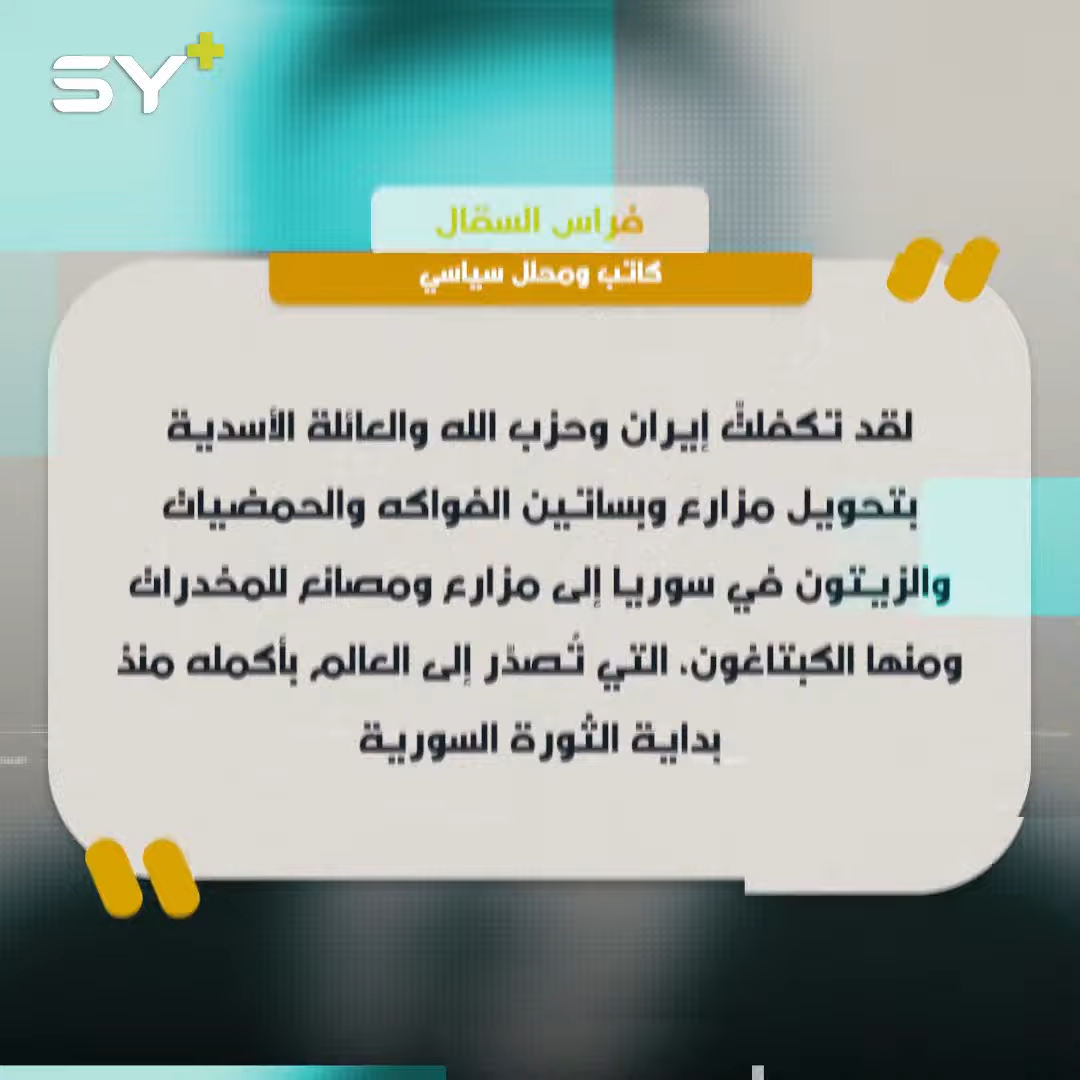 SY+
فراس السقال
كاتب ومحلل سياسي
لقد تكفلتْ إيران وحزب الله والعائلة الأسدية
بتحويل مزارع وبساتين الفواكه والحمضيات
والزيتون في سوريا إلى مزارع ومصانع للمخدرات
ومنها الكبتاغون، التي تُصدّر إلى العالم بأكمله منذ
بداية الثورة السورية